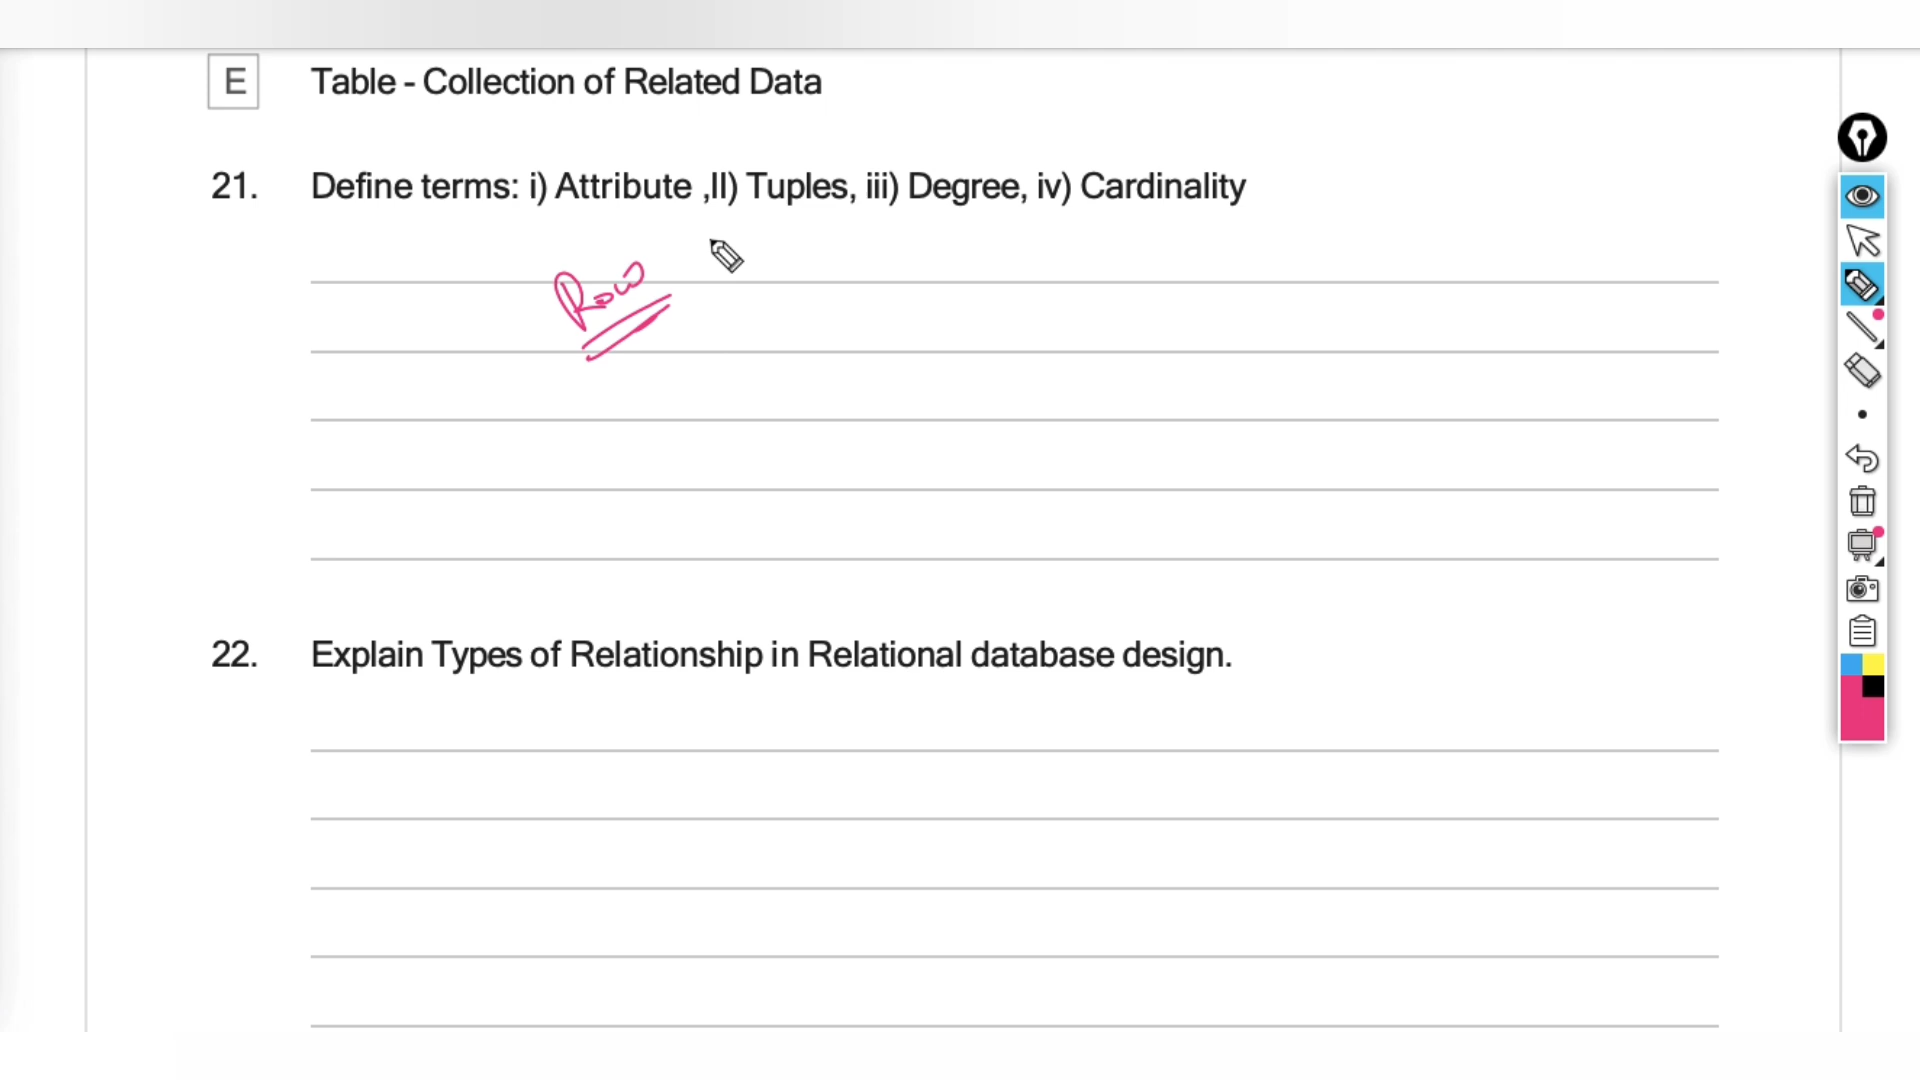 E Table - Collection of Related Data
21. Define terms: i) Attribute ,II) Tuples, iii) Degree, iv) Cardinality
Row
22. Explain Types of Relationship in Relational database design.